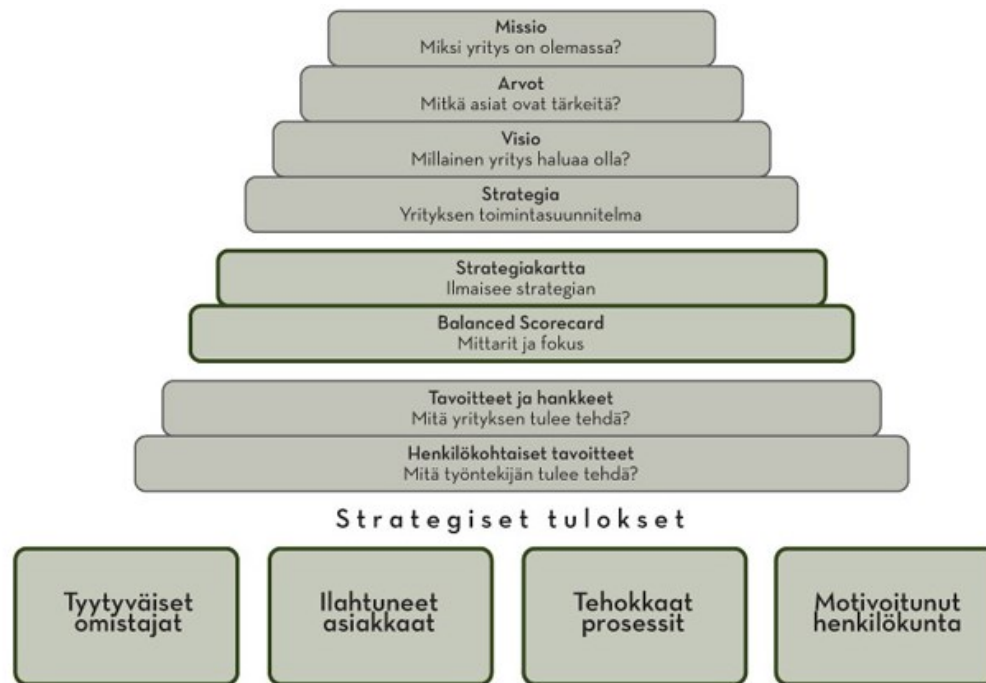 Missio
Miksi yritys on olemassa?
Arvot
Mitkä asiat ovat tärkeitä?
Visio
Millainen yritys haluaa olla?
Strategia
Yrityksen toimintasuunnitelma
Strategiakartta
Ilmaisee strategian
Balanced Scorecard
Mittarit ja fokus
Tavoitteet ja hankkeet
Mitä yrityksen tulee tehdä?
Henkilökohtaiset tavoitteet
Mitä työntekijän tulee tehdä?
Strategiset tulokset
Tyytyväiset
omistajat
Ilahtuneet
asiakkaat
Tehokkaat
prosessit
Motivoitunut
henkilökunta